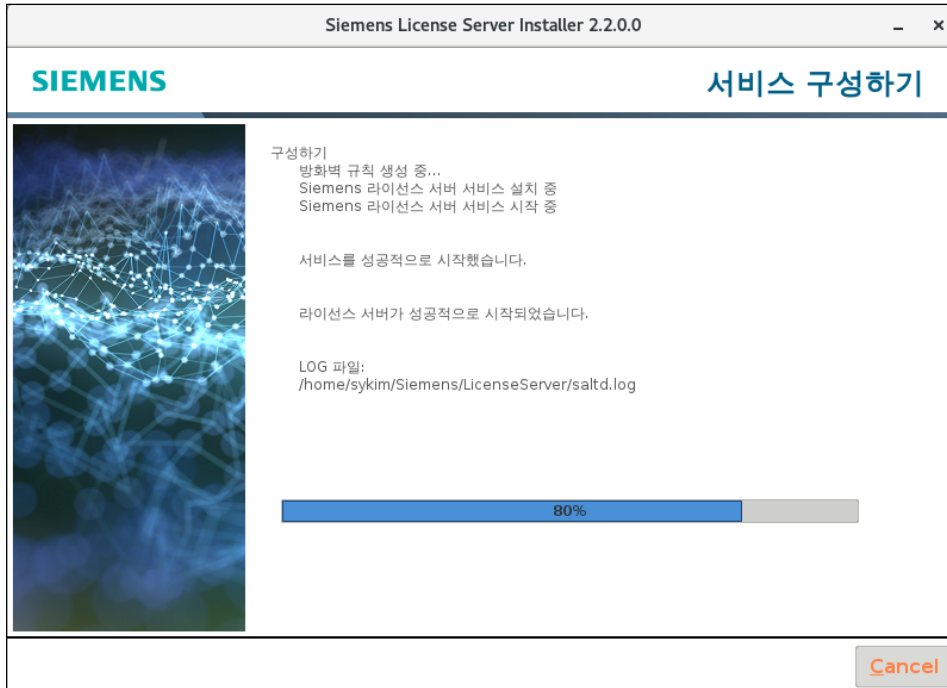 Siemens License Server Installer 2.2.0.0
SIEMENS
서비스 구성하기
구성하기
방화벽 규칙 생성 중...
Siemens 라이선스 서버 서비스 설치 중
Siemens 라이선스 서버 서비스 시작 중
서비스를 성공적으로 시작했습니다.
라이선스 서버가 성공적으로 시작되었습니다.
LOG 파일:
/home/sykim/Siemens/LicenseServer/saltd.log
80%
Cancel